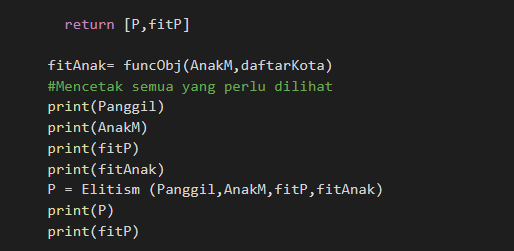 return [P,fitP]
fitAnak= funcObj(AnakM,daftarKota)
#Mencetak semua yang perlu dilihat
print(Panggil)
print(AnakM)
print(fitP)
print(fitAnak)
P = Elitism (Panggil,AnakM,fitP,fitAnak)
print(P)
print(fitP)